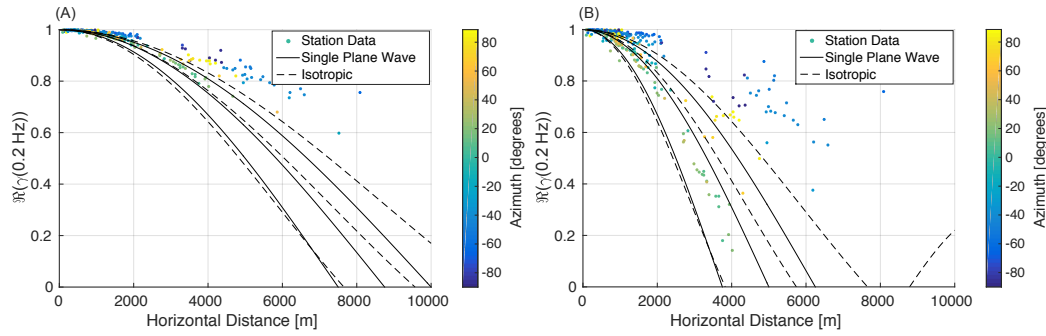 (A)
ℜ(γ(0.2 Hz))
1
0.8
0.6
0.4
0.2
0
0 2000 4000 6000 8000 10000
Horizontal Distance [m]
Station Data
Single Plane Wave
Isotropic
80
60
40
20
0
-20
-40
-60
-80
Azimuth [degrees]
(B)
ℜ(γ(0.2 Hz))
1
0.8
0.6
0.4
0.2
0
0 2000 4000 6000 8000 10000
Horizontal Distance [m]
Station Data
Single Plane Wave
Isotropic
80
60
40
20
0
-20
-40
-60
-80
Azimuth [degrees]